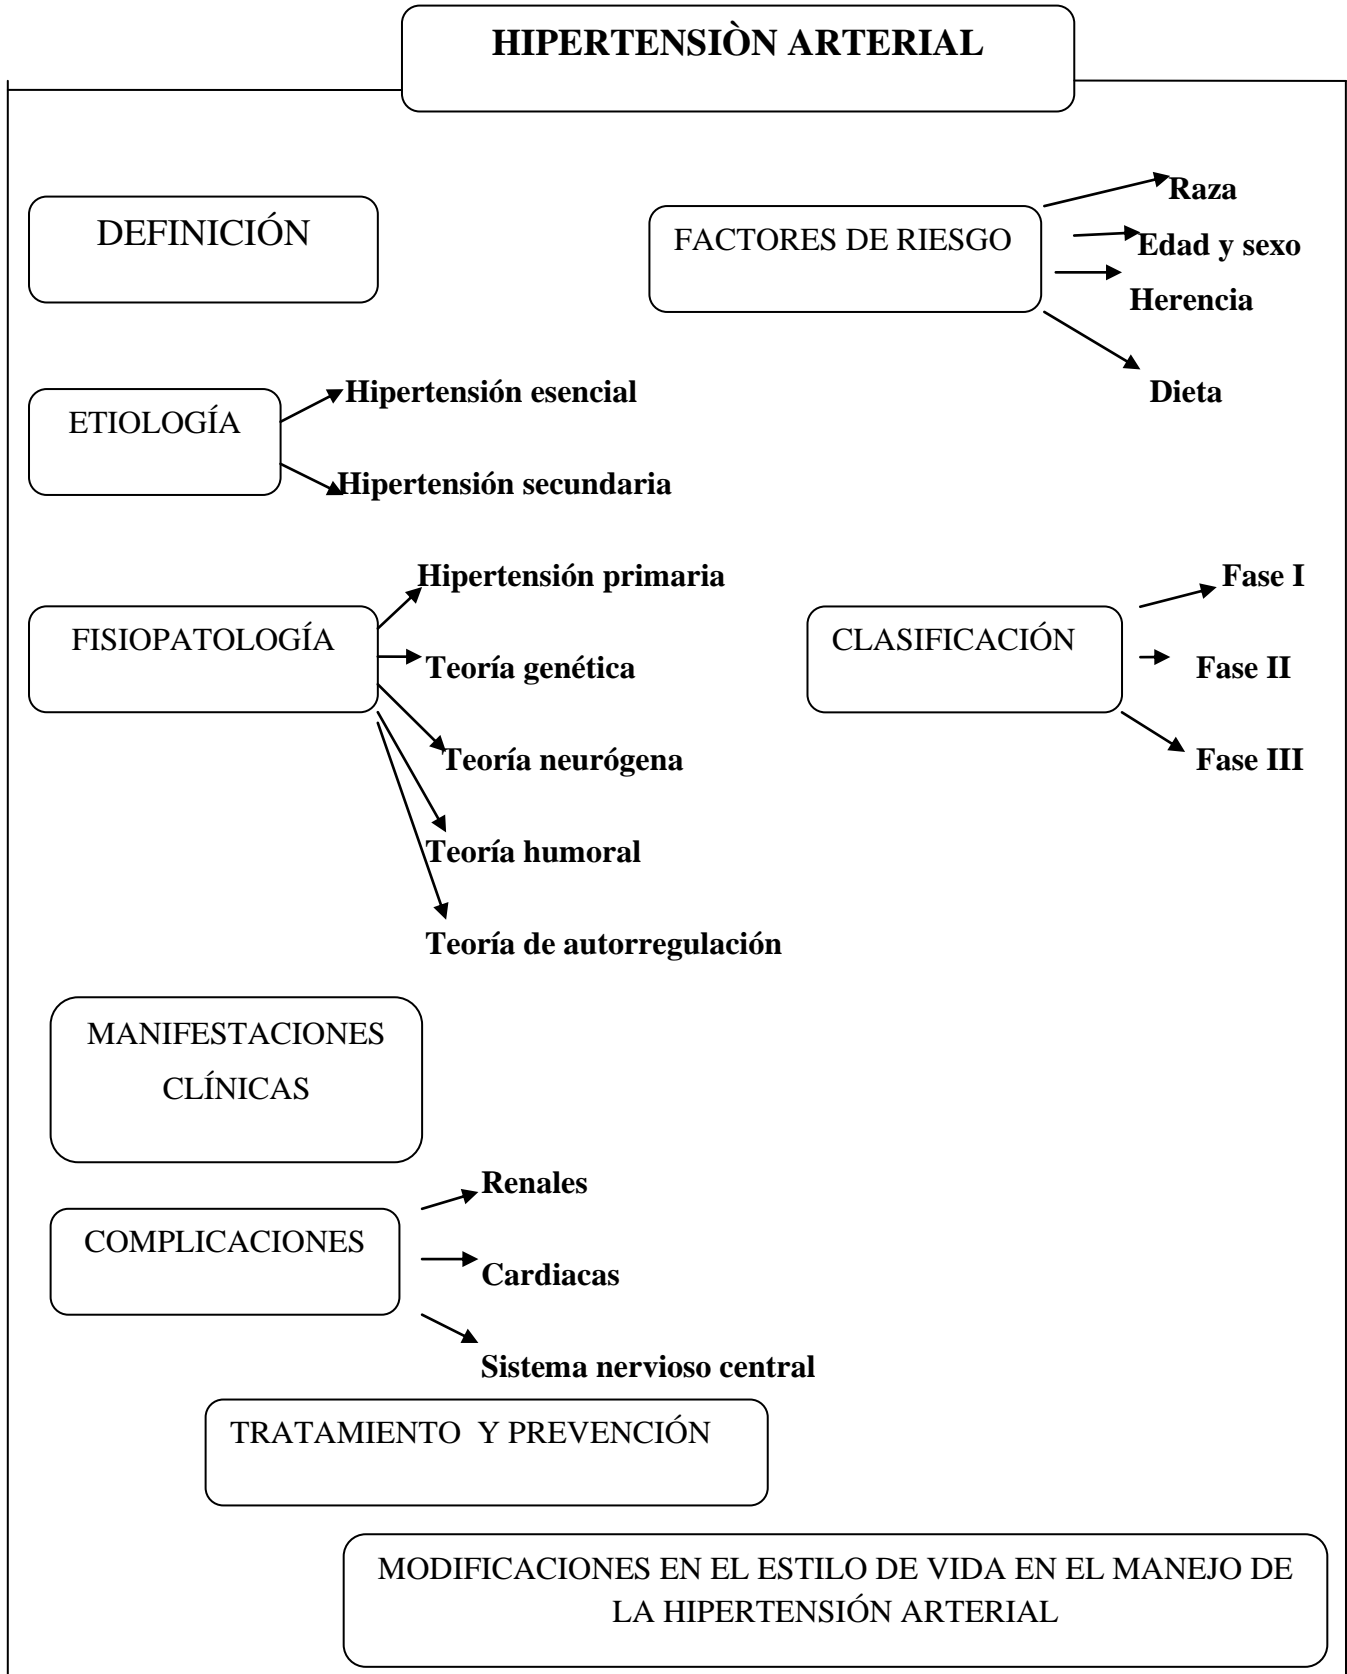 HIPERTENSIÒN ARTERIAL
DEFINICIÓN
FACTORES DE RIESGO
Raza
Edad y sexo
Herencia
Dieta
ETIOLOGÍA
Hipertensión esencial
Hipertensión secundaria
FISIOPATOLOGÍA
Hipertensión primaria
Teoría genética
Teoría neurógena
Teoría humoral
Teoría de autorregulación
CLASIFICACIÓN
Fase I
Fase II
Fase III
MANIFESTACIONES
CLÍNICAS
COMPLICACIONES
Renales
Cardiacas
Sistema nervioso central
TRATAMIENTO Y PREVENCIÓN
MODIFICACIONES EN EL ESTILO DE VIDA EN EL MANEJO DE
LA HIPERTENSIÓN ARTERIAL